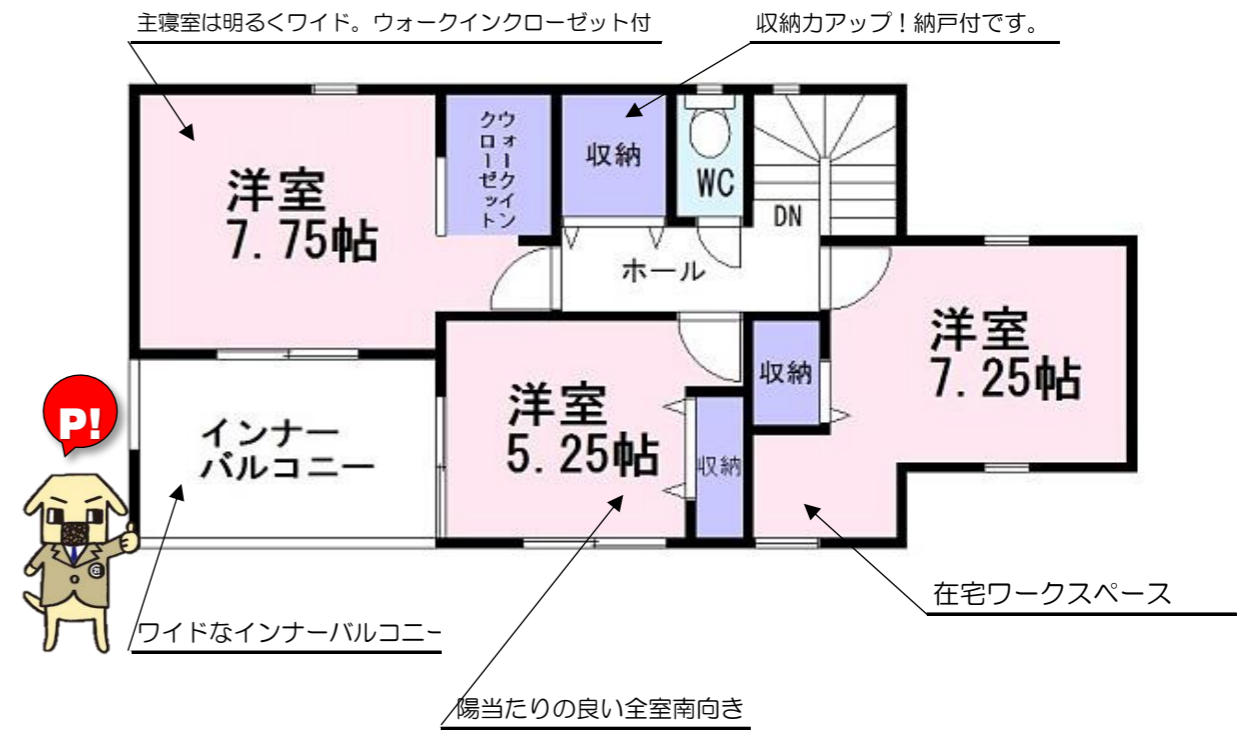 主寝室は明るくワイド。ウォークインクローゼット付
収納力アップ！納戸付です。
ウォークイン
クローゼット
収納
WC
DN
洋室
7.75帖
ホール
洋室
7.25帖
収納
洋室
5.25帖
収納
インナー
バルコニー
P!
在宅ワークスペース
ワイドなインナーバルコニー
陽当たりの良い全室南向き